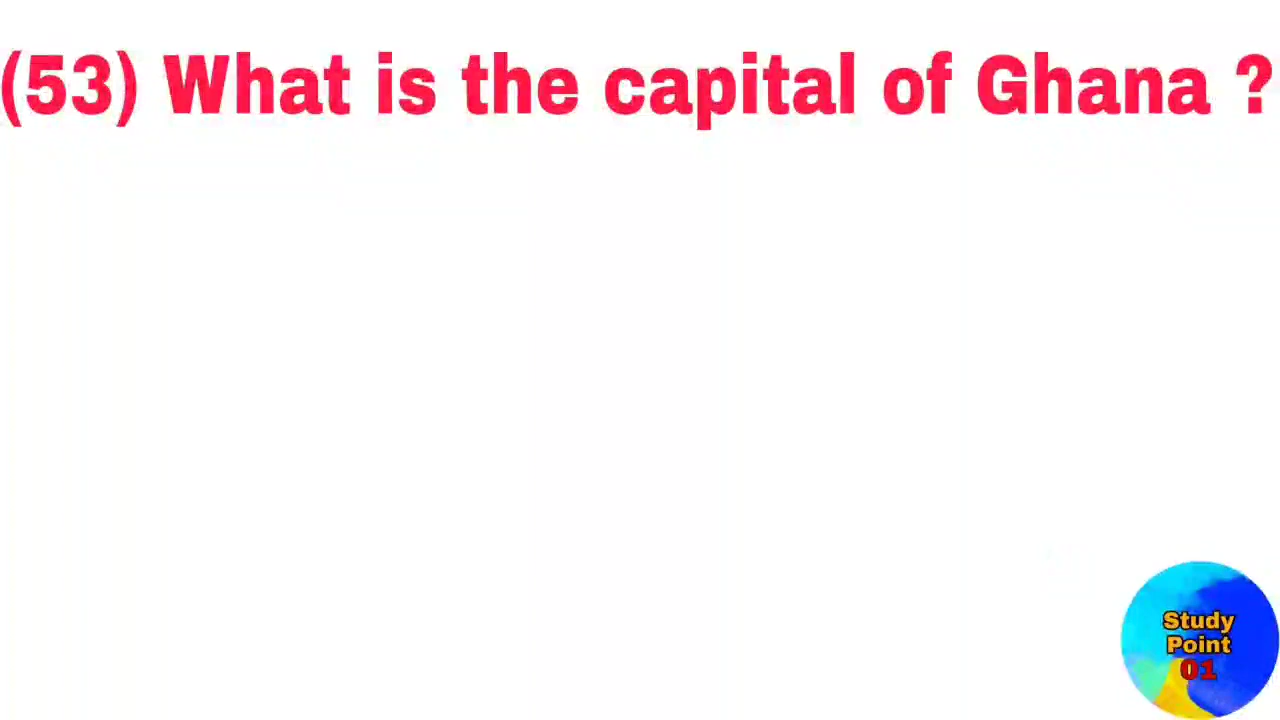 (53) What is the capital of Ghana ?
Study
Point
01